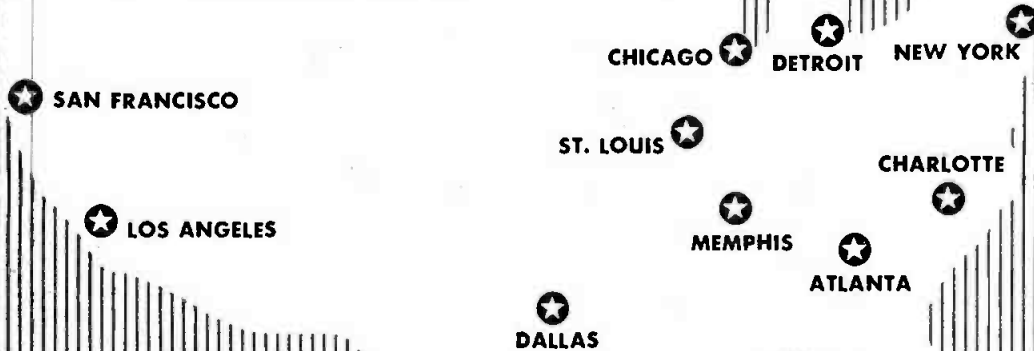 CHICAGO
DETROIT
NEW YORK
SAN FRANCISCO
ST. LOUIS
CHARLOTTE
LOS ANGELES
MEMPHIS
ATLANTA
DALLAS